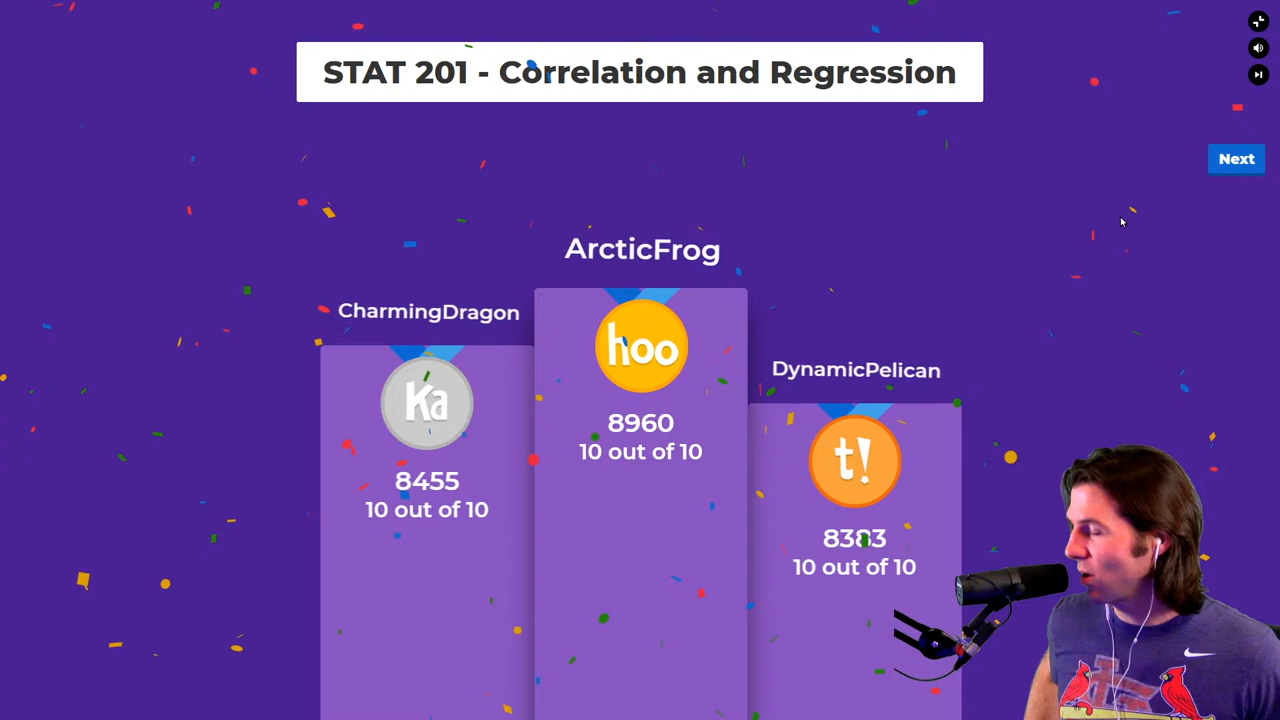 STAT 201 - Correlation and Regression
Next
ArcticFrog
hoo
8960
10 out of 10
CharmingDragon
Ka
8455
10 out of 10
DynamicPelican
t!
8383
10 out of 10